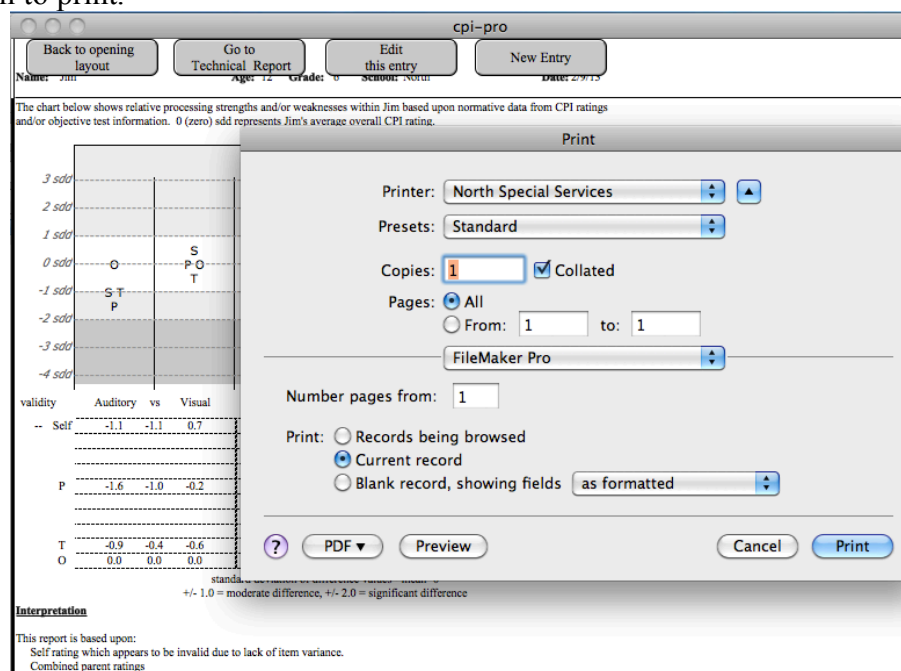 to print.
cpi-pro
Back to opening layout
Go to Technical Report
Edit this entry
New Entry
Name: Jim Age: 12 Grade: 6 School: North Date: 2/9/13
The chart below shows relative processing strengths and/or weaknesses within Jim based upon normative data from CPI ratings
and/or objective test information. 0 (zero) sdd represents Jim's average overall CPI rating.
Print
Printer: North Special Services
Presets: Standard
Copies: 1 Collated
Pages: All
From: 1 to: 1
FileMaker Pro
Number pages from: 1
Print: Records being browsed
Current record
Blank record, showing fields as formatted
? PDF Preview Cancel Print
3 sdd
2 sdd
1 sdd
S
0 sdd O P O
T
-1 sdd S T
P
-2 sdd
-3 sdd
-4 sdd
validity Auditory vs Visual
-- Self -1.1 -1.1 0.7
P -1.6 -1.0 -0.2
T -0.9 -0.4 -0.6
O 0.0 0.0 0.0
+/- 1.0 = moderate difference, +/- 2.0 = significant difference
Interpretation
This report is based upon:
Self rating which appears to be invalid due to lack of item variance.
Combined parent ratings